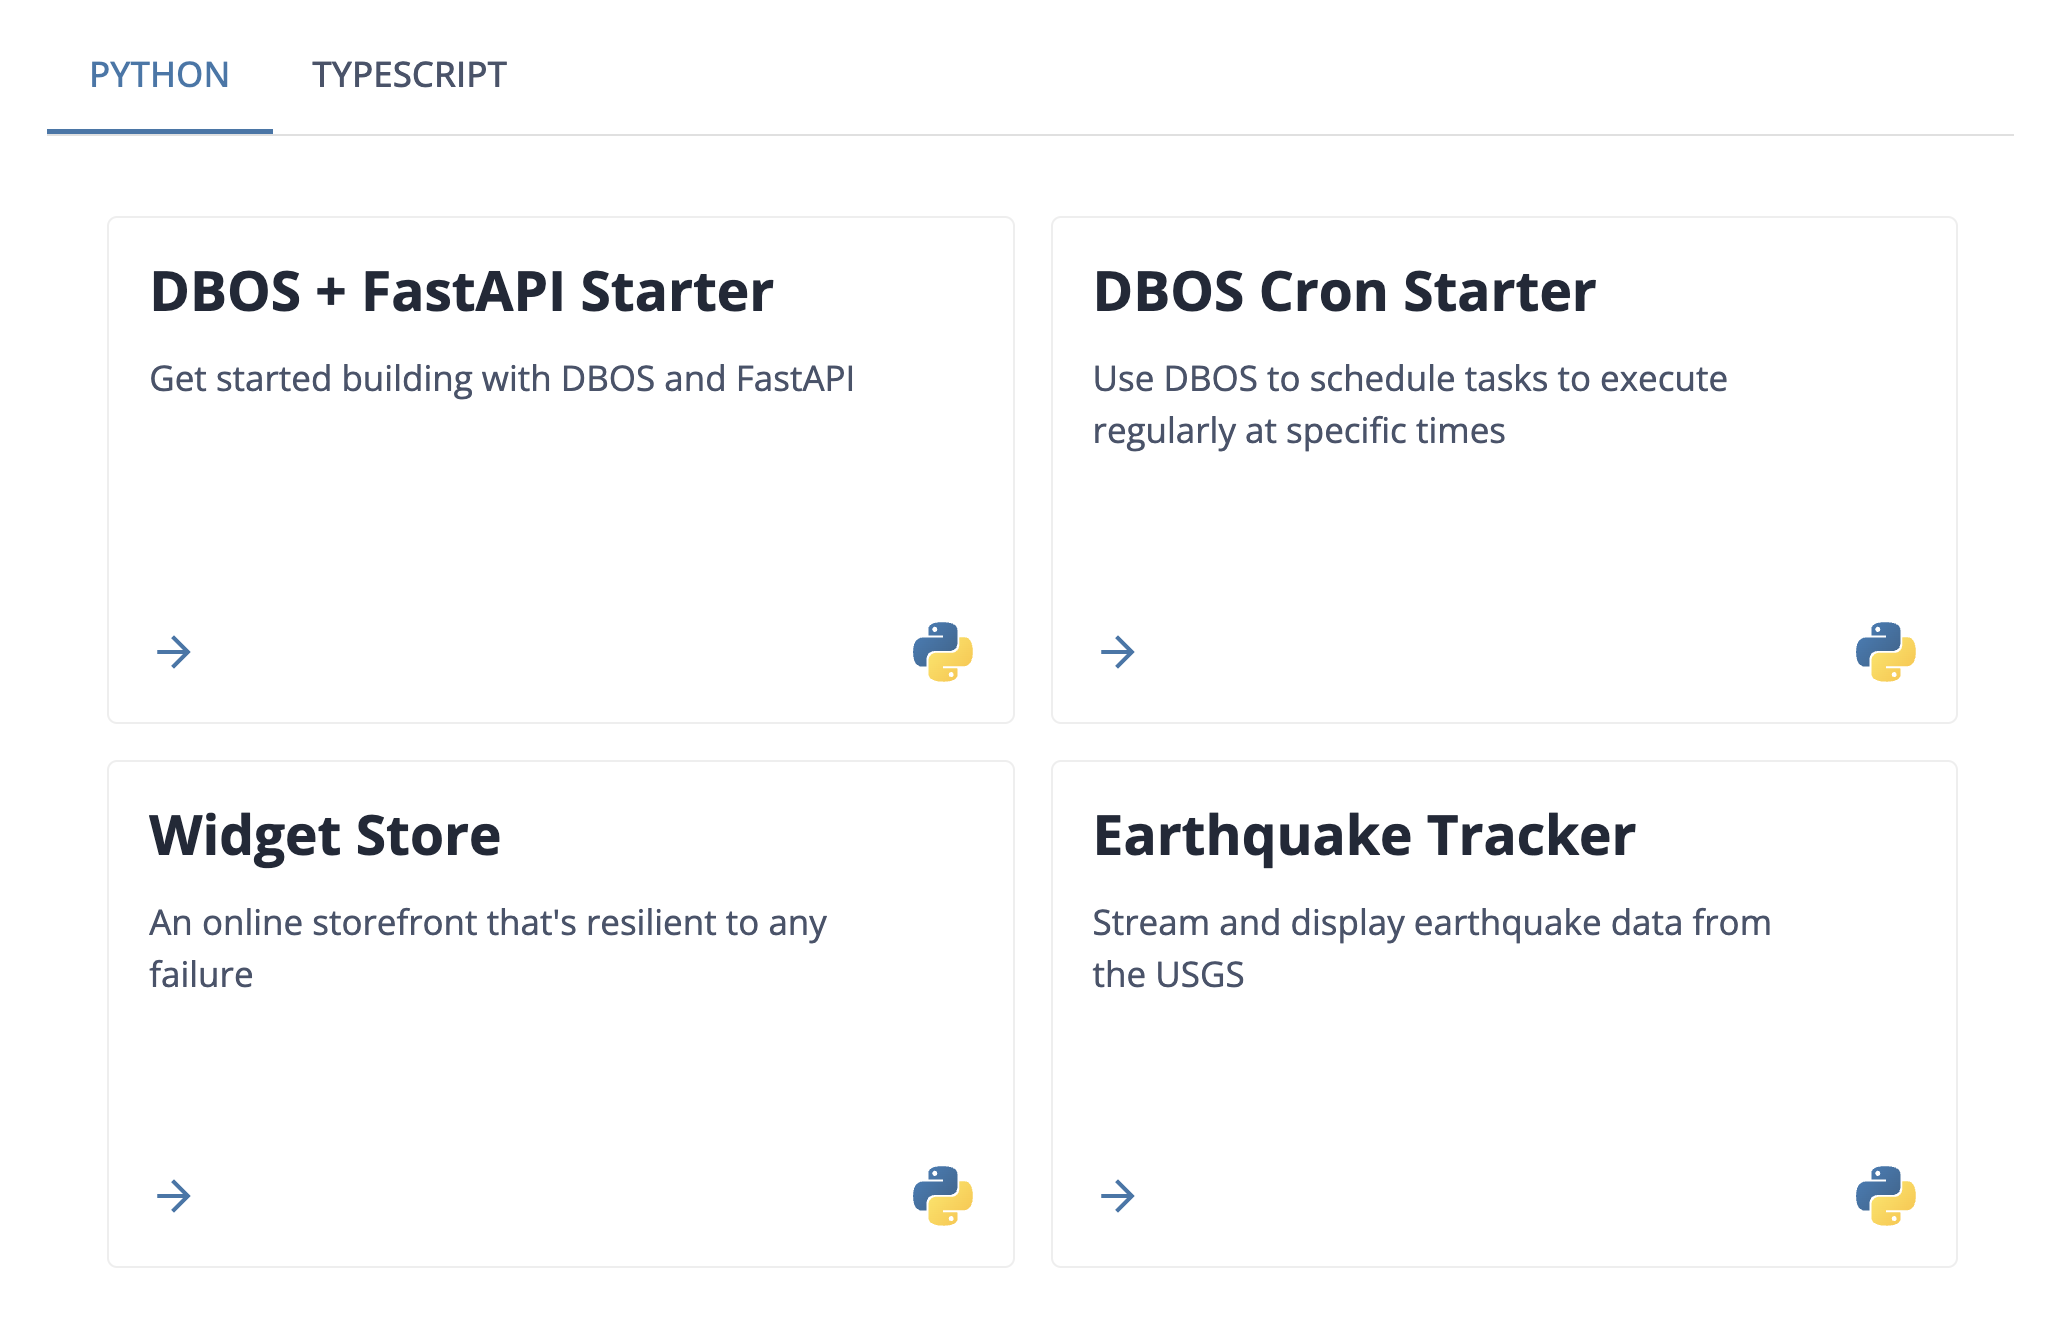 PYTHON
TYPESCRIPT
DBOS + FastAPI Starter
Get started building with DBOS and FastAPI
DBOS Cron Starter
Use DBOS to schedule tasks to execute
regularly at specific times
Widget Store
An online storefront that's resilient to any
failure
Earthquake Tracker
Stream and display earthquake data from
the USGS